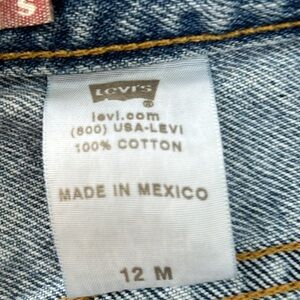 S
Levi's
®
levi.com
(800) USA-LEVI
100% COTTON
MADE IN MEXICO
12 M